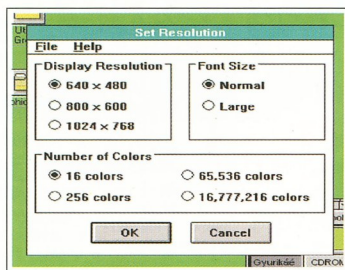 Set Resolution
File Help
Display Resolution
640 x 480
800 x 600
1024 x 768
Font Size
Normal
Large
Number of Colors
16 colors
256 colors
65,536 colors
16,777,216 colors
OK
Cancel
Gyurikáé CDROM